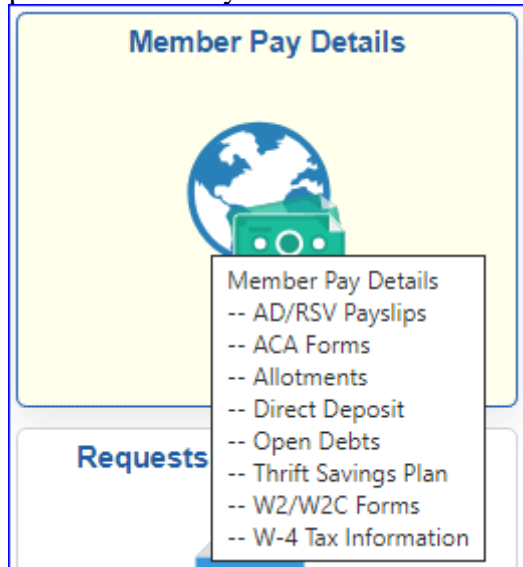 Member Pay Details
Member Pay Details
-- AD/RSV Payslips
-- ACA Forms
-- Allotments
-- Direct Deposit
-- Open Debts
-- Thrift Savings Plan
-- W2/W2C Forms
-- W-4 Tax Information
Requests